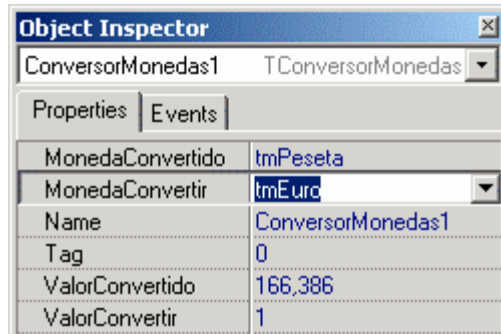 Object Inspector
ConversorMonedas1 TConversorMonedas
Properties Events
MonedaConvertido tmPeseta
MonedaConvertir tmEuro
Name ConversorMonedas1
Tag 0
ValorConvertido 166,386
ValorConvertir 1